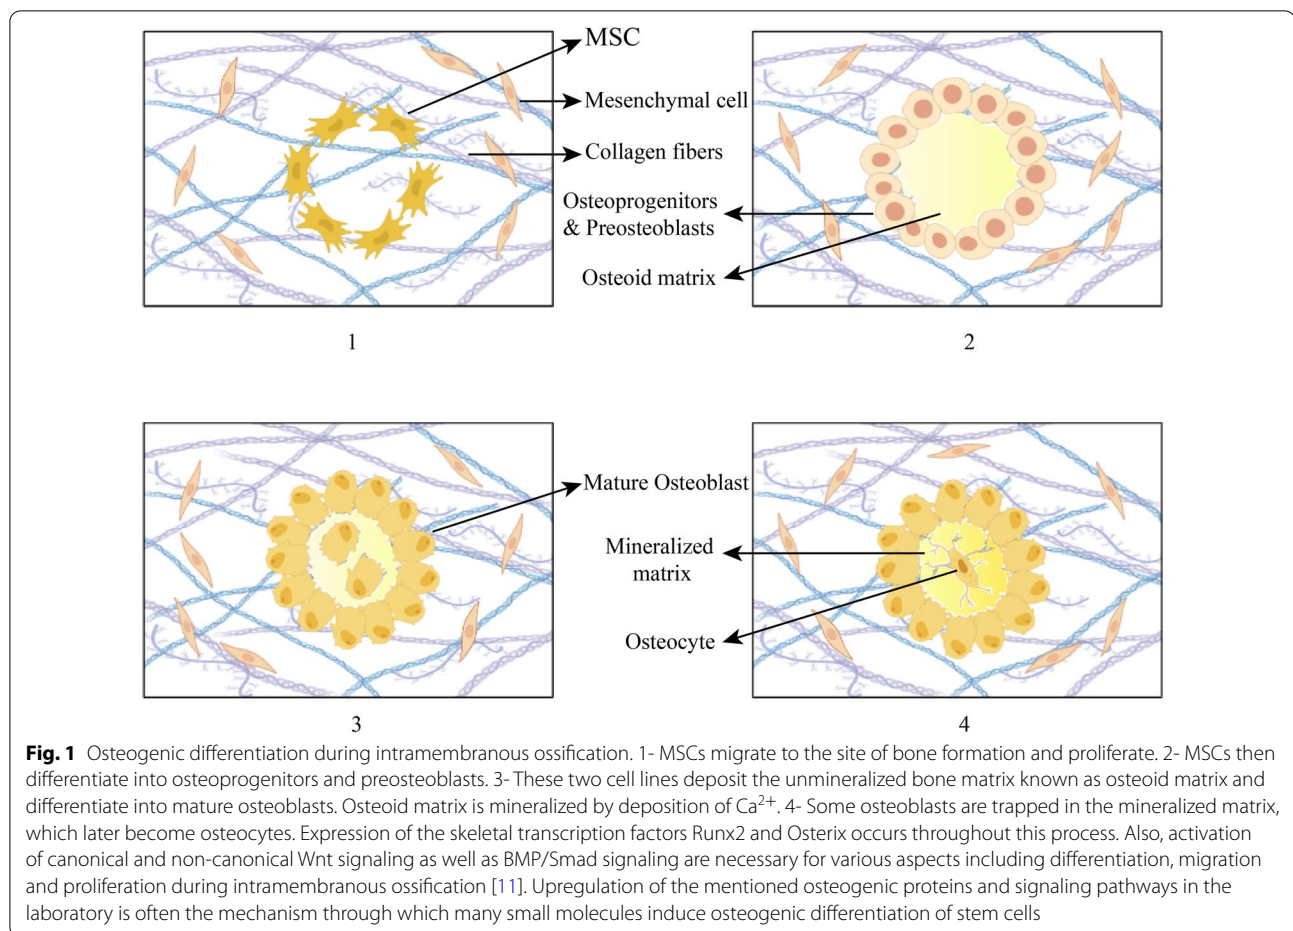 MSC
Mesenchymal cell
Collagen fibers
Osteoprogenitors
& Preosteoblasts
Osteoid matrix
1
2
Mature Osteoblast
Mineralized
matrix
Osteocyte
3
4
Fig. 1 Osteogenic differentiation during intramembranous ossification. 1- MSCs migrate to the site of bone formation and proliferate. 2- MSCs then
differentiate into osteoprogenitors and preosteoblasts. 3- These two cell lines deposit the unmineralized bone matrix known as osteoid matrix and
differentiate into mature osteoblasts. Osteoid matrix is mineralized by deposition of Ca²⁺. 4- Some osteoblasts are trapped in the mineralized matrix,
which later become osteocytes. Expression of the skeletal transcription factors Runx2 and Osterix occurs throughout this process. Also, activation
of canonical and non-canonical Wnt signaling as well as BMP/Smad signaling are necessary for various aspects including differentiation, migration
and proliferation during intramembranous ossification [11]. Upregulation of the mentioned osteogenic proteins and signaling pathways in the
laboratory is often the mechanism through which many small molecules induce osteogenic differentiation of stem cells